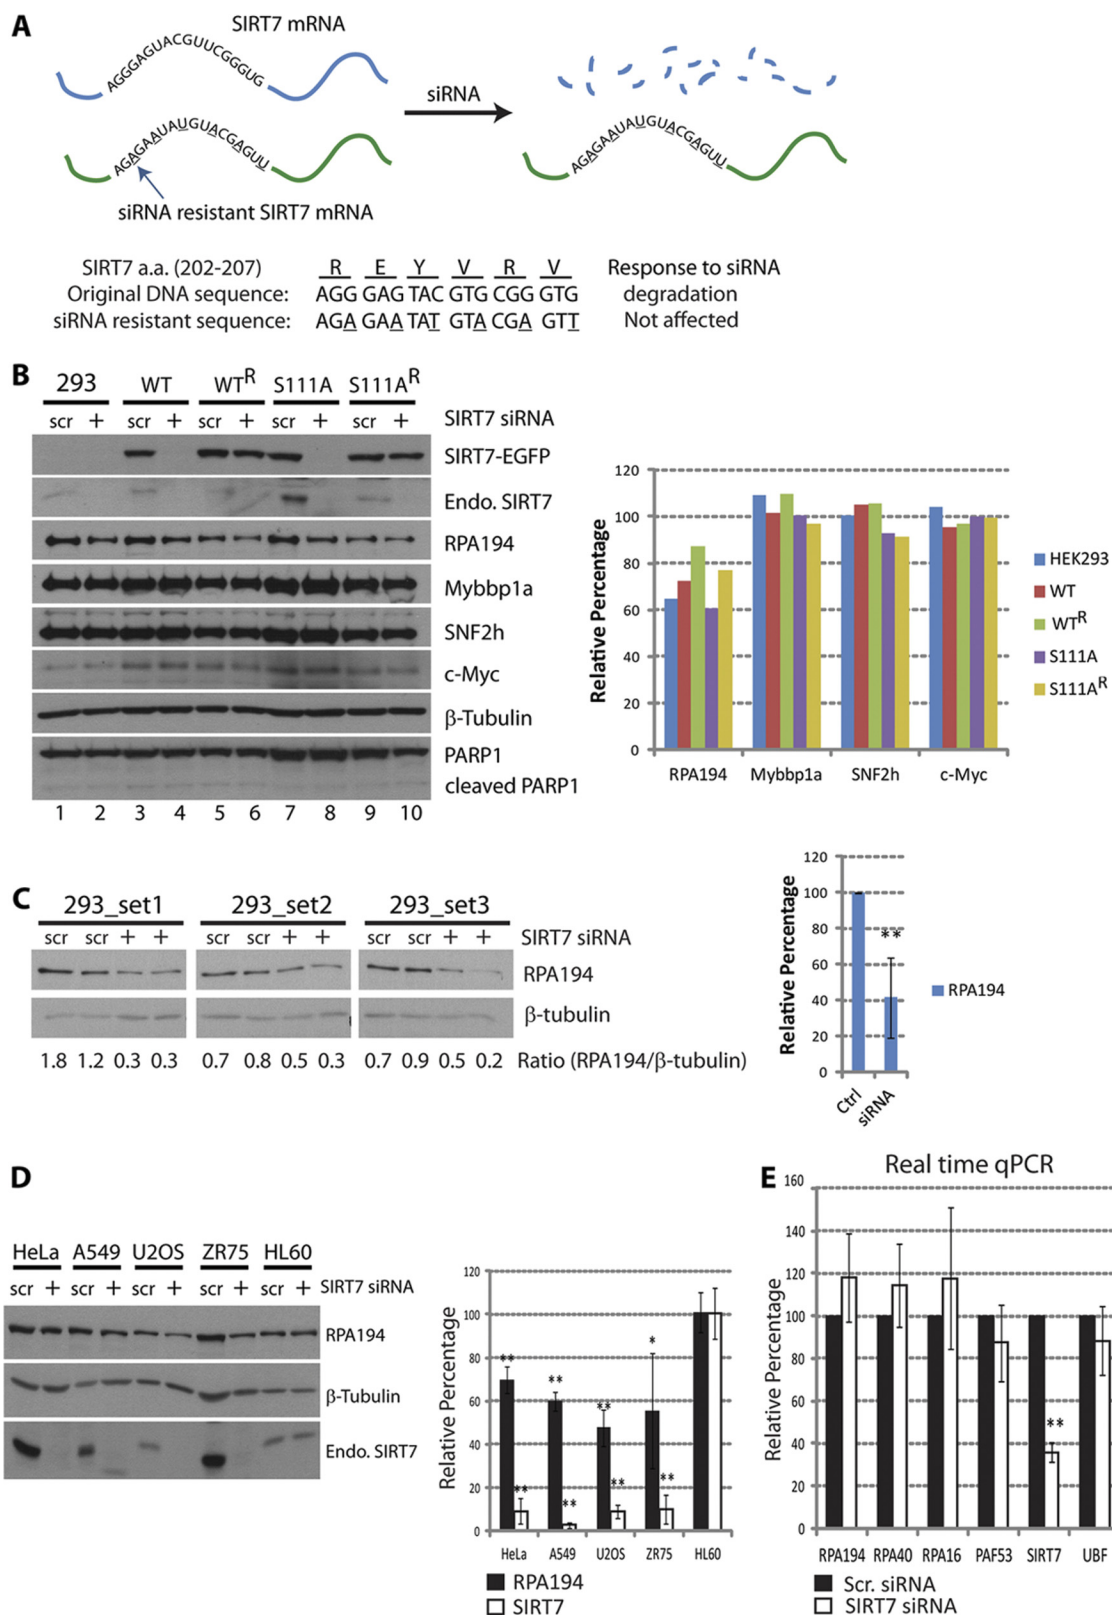 A
SIRT7 mRNA
AGGGAGUACGUUCGGGUG
siRNA
AGAGAAUAUGUACGAGUU
AGAGAAUAUGUACGAGUU
siRNA resistant SIRT7 mRNA
SIRT7 a.a. (202-207) R E Y V R V Response to siRNA
Original DNA sequence: AGG GAG TAC GTG CGG GTG degradation
siRNA resistant sequence: AGA GAA TAT GTA CGA GTT Not affected
B
293 WT WTR S111A S111AR
scr + scr + scr + scr + scr + SIRT7 siRNA
SIRT7-EGFP
Endo. SIRT7
RPA194
Mybbp1a
SNF2h
c-Myc
β-Tubulin
PARP1
cleaved PARP1
1 2 3 4 5 6 7 8 9 10
Relative Percentage
120
100
80
60
40
20
0
RPA194 Mybbp1a SNF2h c-Myc
HEK293
WT
WTR
S111A
S111AR
C
293_set1 293_set2 293_set3
scr scr + + scr scr + + scr scr + + SIRT7 siRNA
RPA194
β-tubulin
1.8 1.2 0.3 0.3 0.7 0.8 0.5 0.3 0.7 0.9 0.5 0.2 Ratio (RPA194/β-tubulin)
Relative Percentage
120
100
80
60
40
20
0
**
Ctrl siRNA
RPA194
D
HeLa A549 U2OS ZR75 HL60
scr + scr + scr + scr + scr + SIRT7 siRNA
RPA194
β-Tubulin
Endo. SIRT7
Relative Percentage
120
100
80
60
40
20
0
** ** ** *
** ** ** **
HeLa A549 U2OS ZR75 HL60
RPA194
SIRT7
E
Real time qPCR
Relative Percentage
160
140
120
100
80
60
40
20
0
**
RPA194 RPA40 RPA16 PAF53 SIRT7 UBF
Scr. siRNA
SIRT7 siRNA